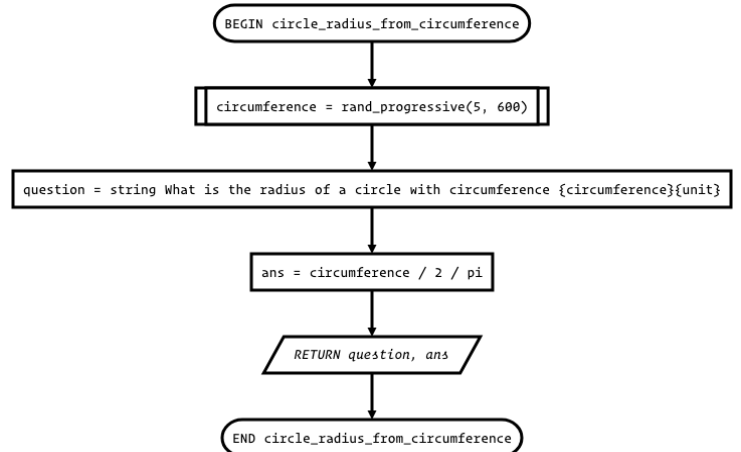 BEGIN circle_radius_from_circumference
circumference = rand_progressive(5, 600)
question = string What is the radius of a circle with circumference {circumference}{unit}
ans = circumference / 2 / pi
RETURN question, ans
END circle_radius_from_circumference